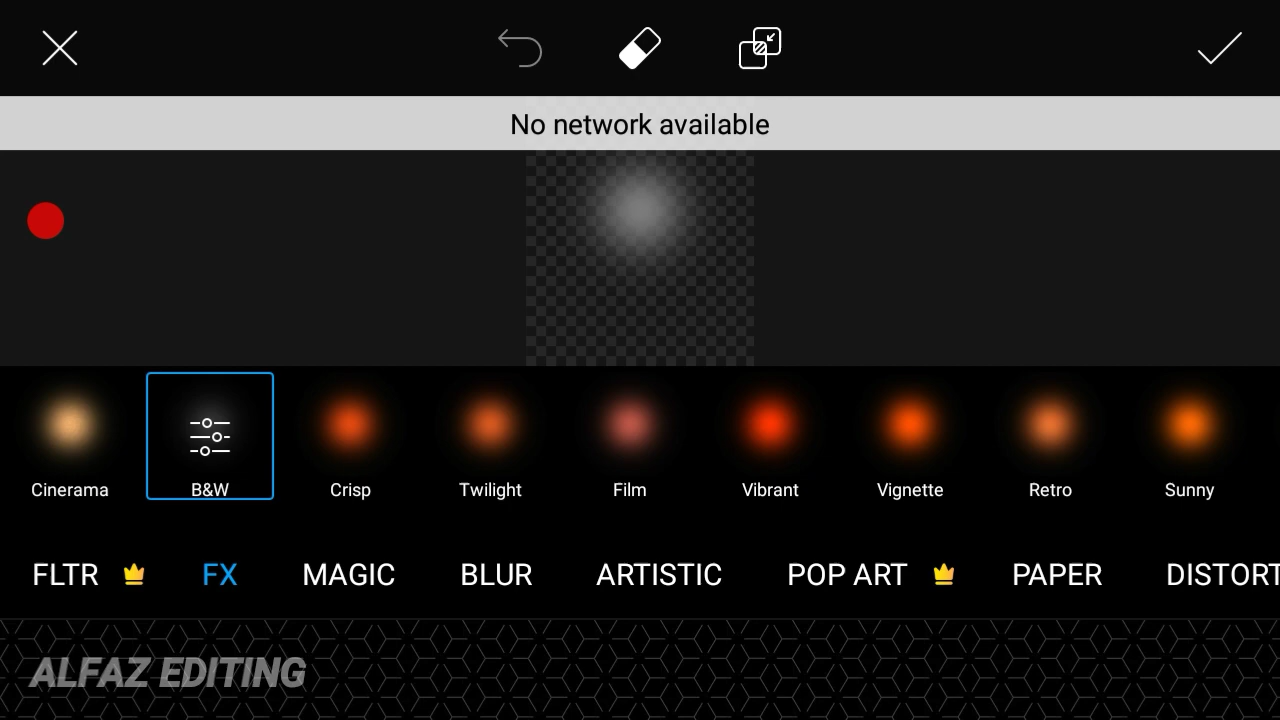 No network available
Cinerama B&W Crisp Twilight Film Vibrant Vignette Retro Sunny
FLTR FX MAGIC BLUR ARTISTIC POP ART PAPER DISTORT
ALFAZ EDITING